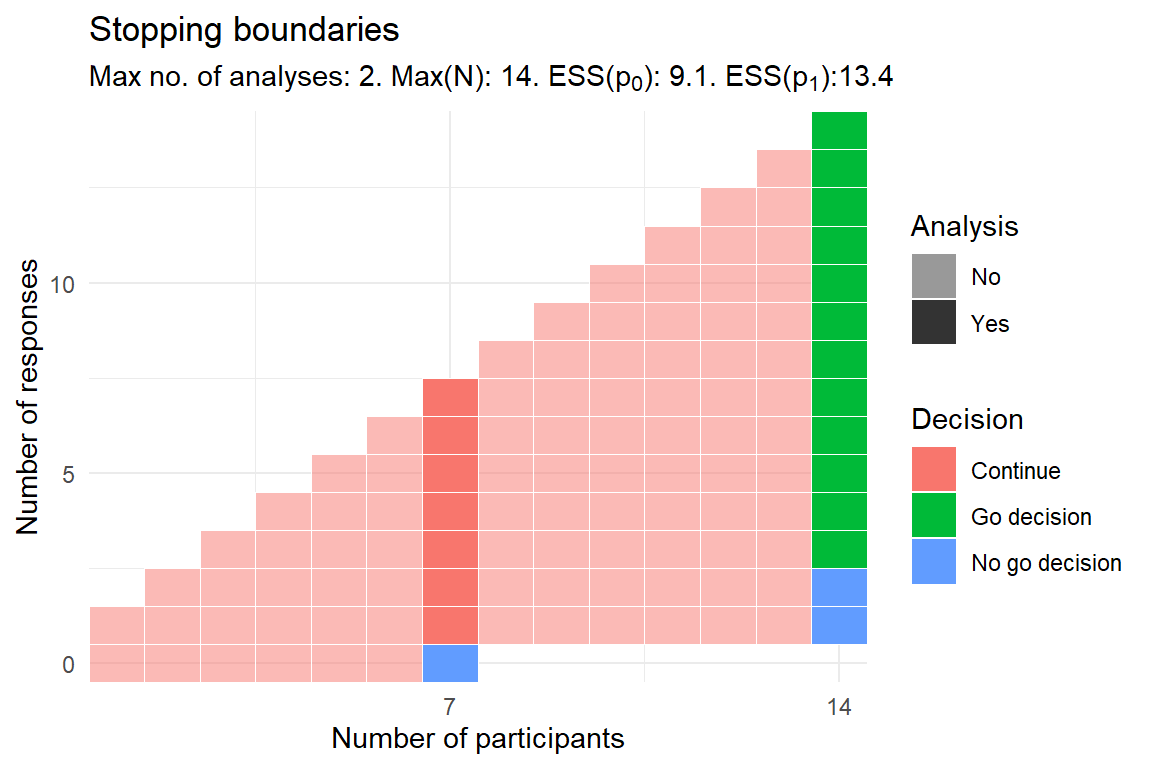 Stopping boundaries
Max no. of analyses: 2. Max(N): 14. ESS(p₀): 9.1. ESS(p₁):13.4
Number of responses
10
5
0
7
14
Number of participants
Analysis
No
Yes
Decision
Continue
Go decision
No go decision